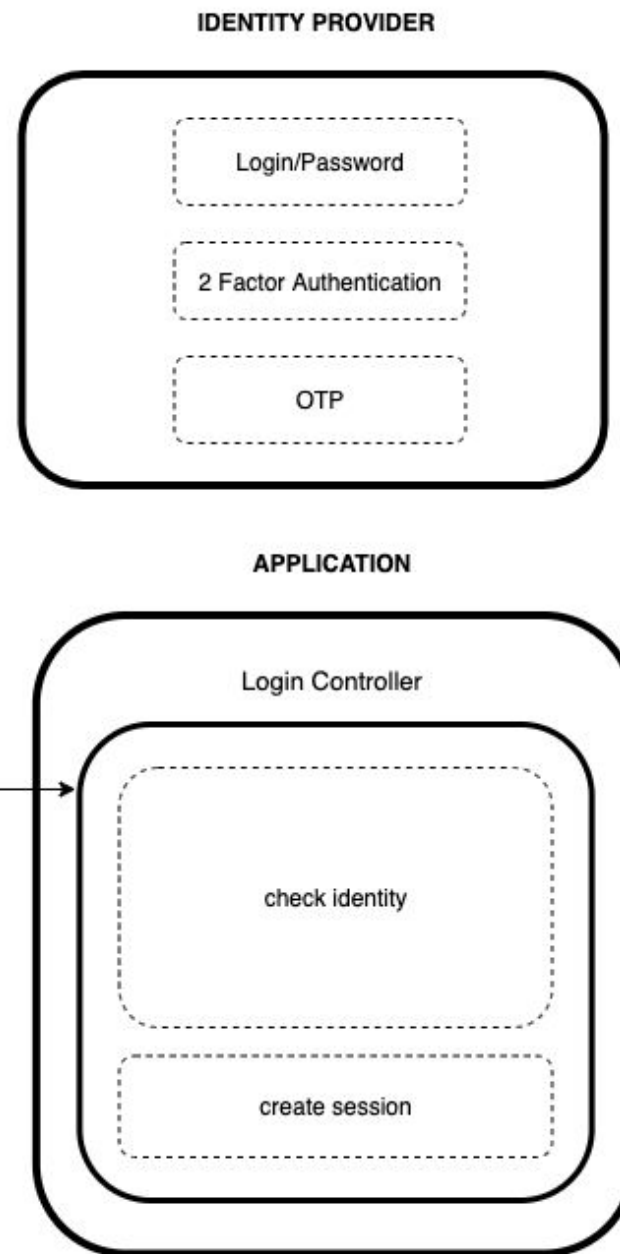 IDENTITY PROVIDER
Login/Password
2 Factor Authentication
OTP
APPLICATION
Login Controller
check identity
create session